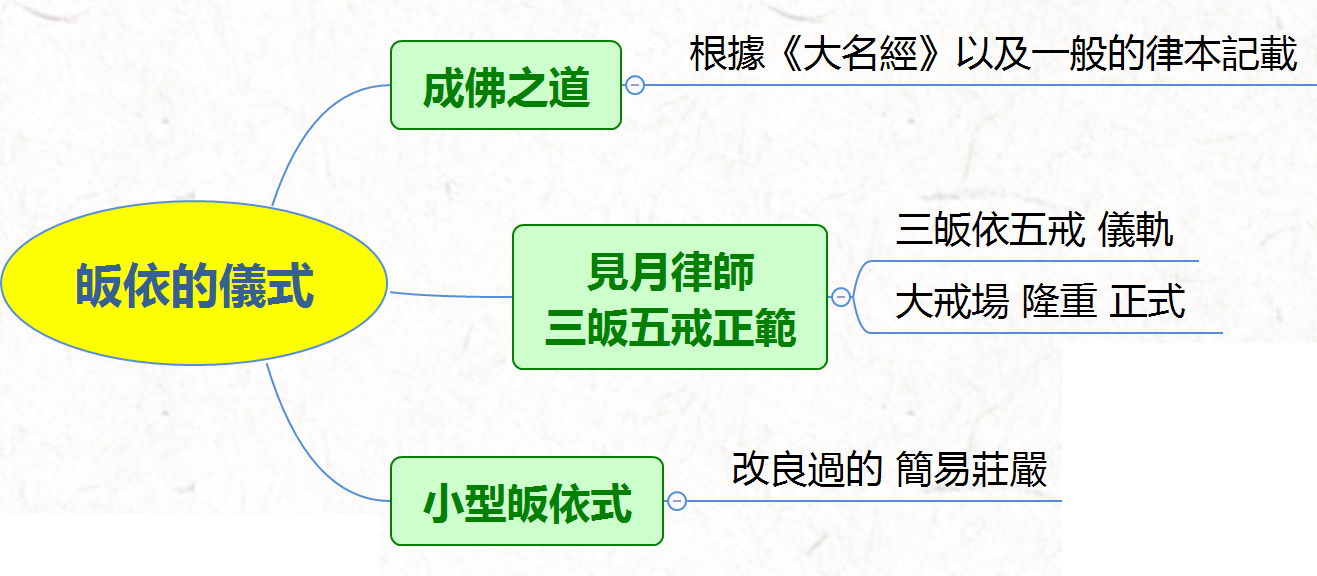 成佛之道
根據《大名經》以及一般的律本記載
皈依的儀式
見月律師
三皈五戒正範
三皈依五戒 儀軌
大戒場 隆重 正式
小型皈依式
改良過的 簡易莊嚴